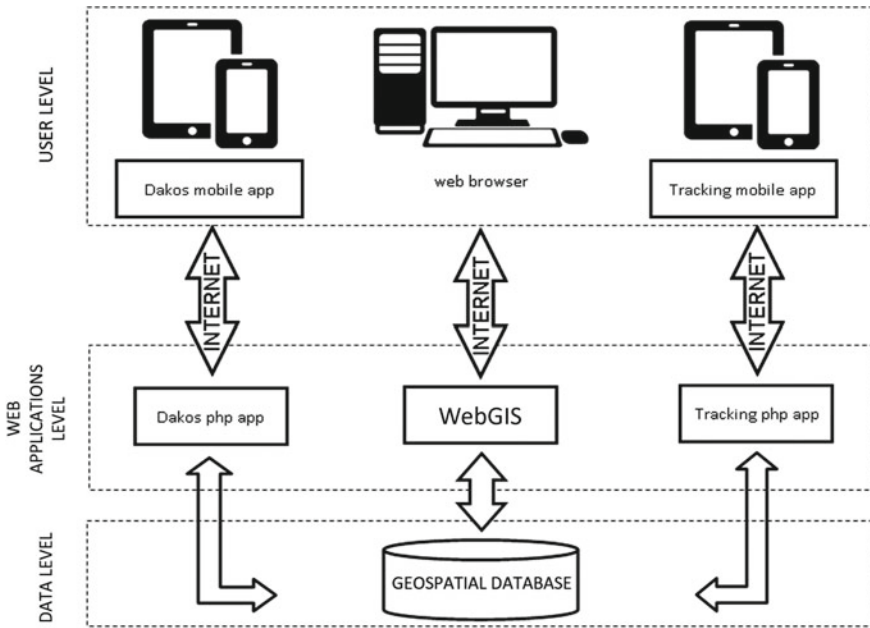 USER LEVEL
Dakos mobile app
web browser
Tracking mobile app
INTERNET
INTERNET
INTERNET
WEB
APPLICATIONS
LEVEL
Dakos php app
WebGIS
Tracking php app
DATA LEVEL
GEOSPATIAL DATABASE